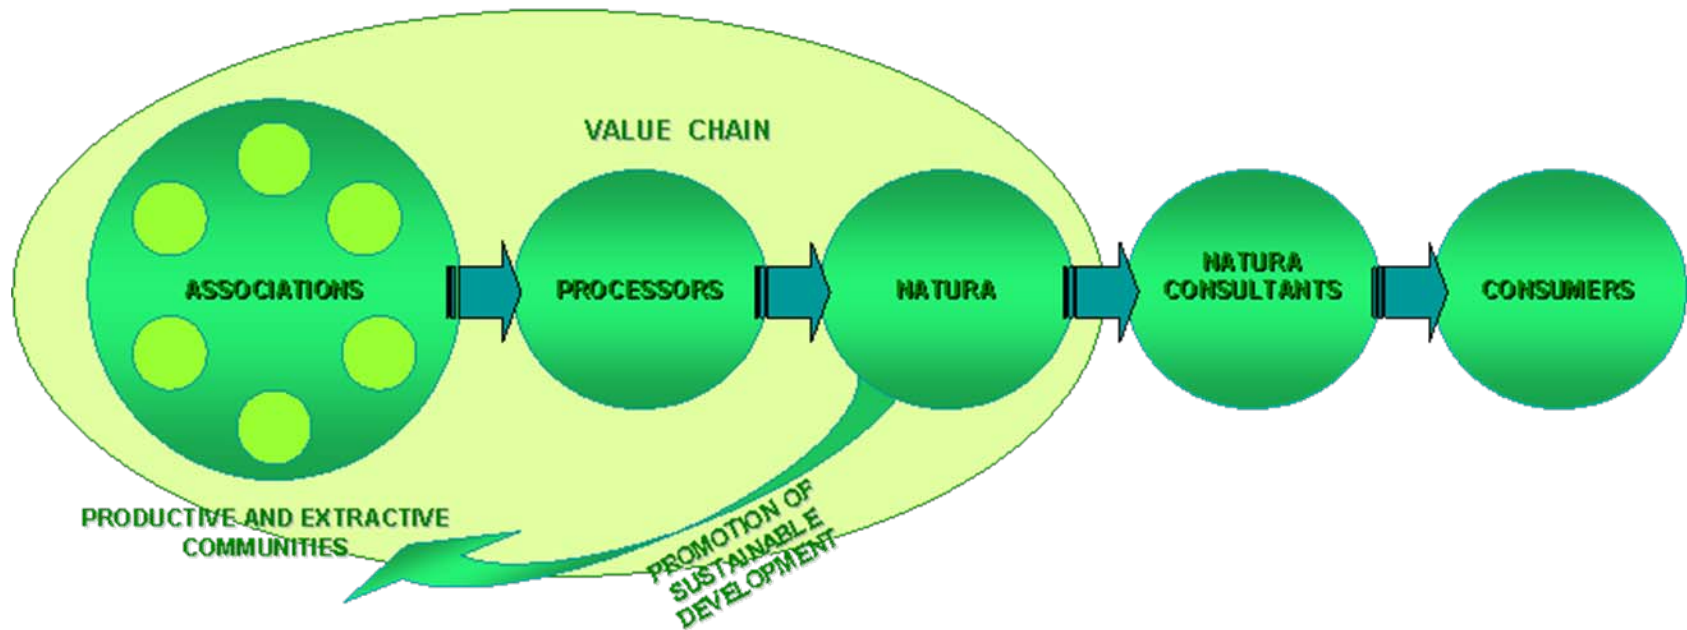 VALUE CHAIN
ASSOCIATIONS
PROCESSORS
NATURA
NATURA
CONSULTANTS
CONSUMERS
PRODUCTIVE AND EXTRACTIVE
COMMUNITIES
PROMOTION OF
SUSTAINABLE
DEVELOPMENT